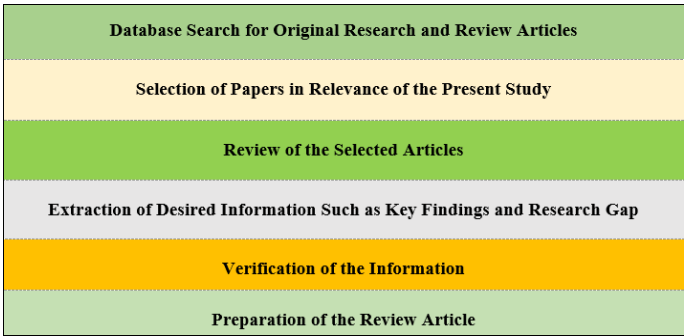 Database Search for Original Research and Review Articles
Selection of Papers in Relevance of the Present Study
Review of the Selected Articles
Extraction of Desired Information Such as Key Findings and Research Gap
Verification of the Information
Preparation of the Review Article